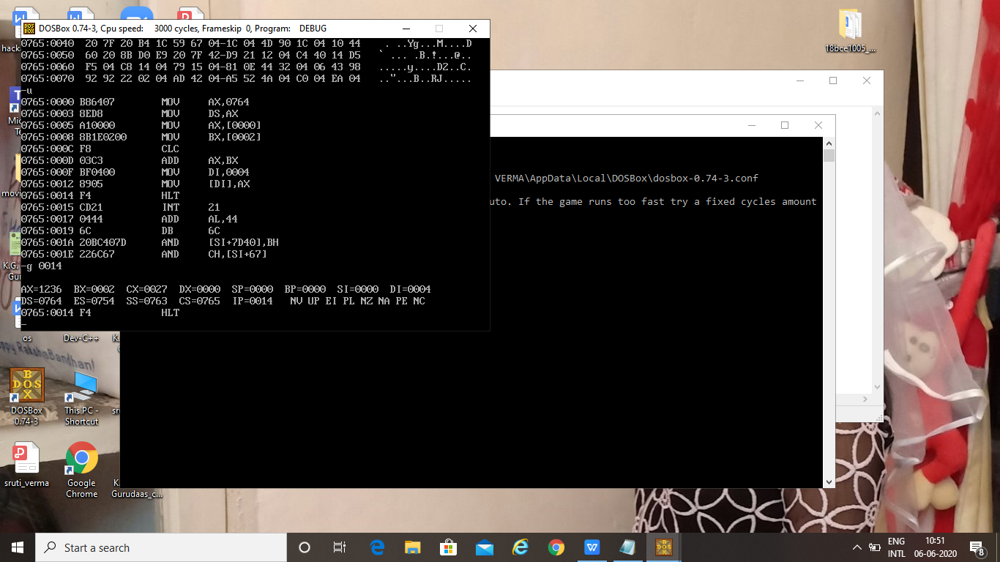 DOSBox 0.74-3, Cpu speed: 3000 cycles, Frameskip 0, Program: DEBUG
0765:0040 20 7F 20 B4 1C 59 67 04-1C 04 4D 90 1C 04 10 44 . ..Yg...M....D
0765:0050 60 20 8B D0 E9 20 7F 42-D9 21 12 04 C4 40 14 D5 ` ... .B.!...@..
0765:0060 F5 04 C8 14 04 79 15 04-81 0E 44 32 04 06 43 98 .....y....D2..C.
0765:0070 92 92 22 02 04 AD 42 04-A5 52 4A 04 C0 04 EA 04 .."...B..RJ.....
-u
0765:0000 B86407 MOV AX,0764
0765:0003 8ED8 MOV DS,AX
0765:0005 A10000 MOV AX,[0000]
0765:0008 8B1E0200 MOV BX,[0002]
0765:000C F8 CLC
0765:000D 03C3 ADD AX,BX
0765:000F BF0400 MOV DI,0004
0765:0012 8905 MOV [DI],AX
0765:0014 F4 HLT
0765:0015 CD21 INT 21
0765:0017 0444 ADD AL,44
0765:0019 6C DB 6C
0765:001A 20BC407D AND [SI+7D40],BH
0765:001E 226C67 AND CH,[SI+67]
-g 0014
AX=1236 BX=0002 CX=0027 DX=0000 SP=0000 BP=0000 SI=0000 DI=0004
DS=0764 ES=0754 SS=0763 CS=0765 IP=0014 NV UP EI PL NZ NA PE NC
0765:0014 F4 HLT
-
VERMA\AppData\Local\DOSBox\dosbox-0.74-3.conf
uto. If the game runs too fast try a fixed cycles amount
18bce1005_...
hack
Mic
Te
movi
K.G.
Gur
os
Dev-C++
K.
DOSBox
0.74-3
This PC -
Shortcut
sru
sruti_verma
Google
Chrome
K.
Gurudaas_c...
Start a search
ENG
INTL
10:51
06-06-2020
8